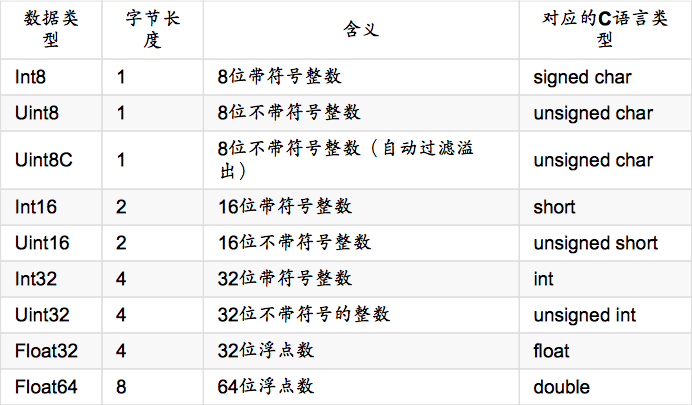 数据类型 字节长度 含义 对应的C语言类型
Int8 1 8位带符号整数 signed char
Uint8 1 8位不带符号整数 unsigned char
Uint8C 1 8位不带符号整数（自动过滤溢出） unsigned char
Int16 2 16位带符号整数 short
Uint16 2 16位不带符号整数 unsigned short
Int32 4 32位带符号整数 int
Uint32 4 32位不带符号的整数 unsigned int
Float32 4 32位浮点数 float
Float64 8 64位浮点数 double